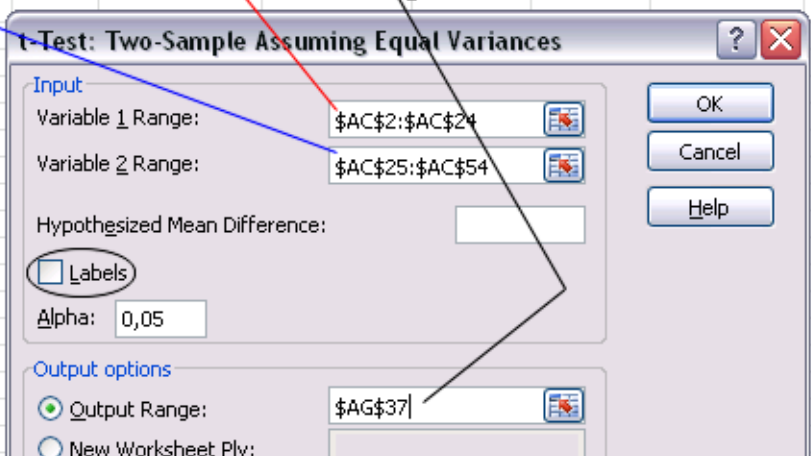 t-Test: Two-Sample Assuming Equal Variances
Input
Variable 1 Range: $AC$2:$AC$24
OK
Variable 2 Range: $AC$25:$AC$54
Cancel
Help
Hypothesized Mean Difference:
Labels
Alpha: 0,05
Output options
Output Range: $AG$37
New Worksheet Ply: